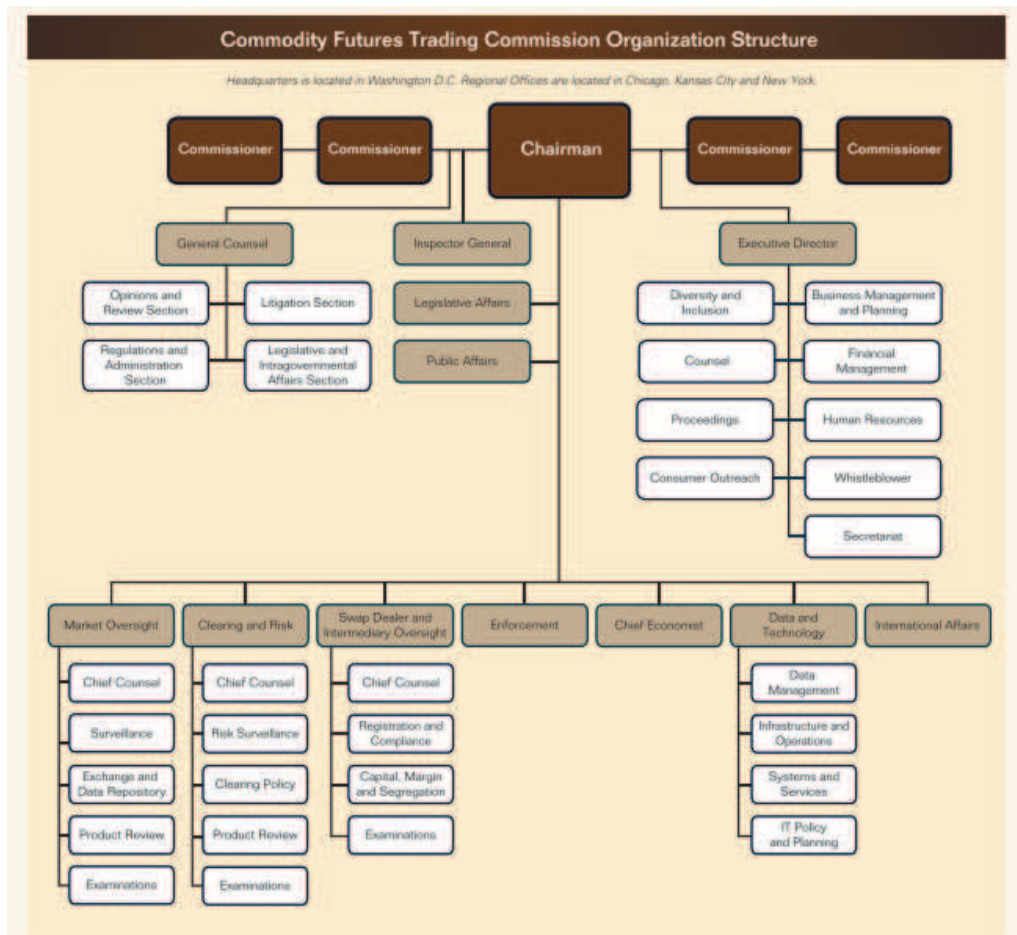 Commodity Futures Trading Commission Organization Structure
Headquarters is located in Washington D.C. Regional Offices are located in Chicago, Kansas City and New York.
Commissioner
Commissioner
Chairman
Commissioner
Commissioner
General Counsel
Inspector General
Executive Director
Opinions and
Review Section
Litigation Section
Legislative Affairs
Diversity and
Inclusion
Business Management
and Planning
Regulations and
Administration
Section
Legislative and
Intragovernmental
Affairs Section
Public Affairs
Counsel
Financial
Management
Proceedings
Human Resources
Consumer Outreach
Whistleblower
Secretariat
Market Oversight
Clearing and Risk
Swap Dealer and
Intermediary Oversight
Enforcement
Chief Economist
Data and
Technology
International Affairs
Chief Counsel
Chief Counsel
Chief Counsel
Data
Management
Surveillance
Risk Surveillance
Registration and
Compliance
Infrastructure and
Operations
Exchange and
Data Repository
Clearing Policy
Capital, Margin
and Segregation
Systems and
Services
Product Review
Product Review
Examinations
IT Policy
and Planning
Examinations
Examinations